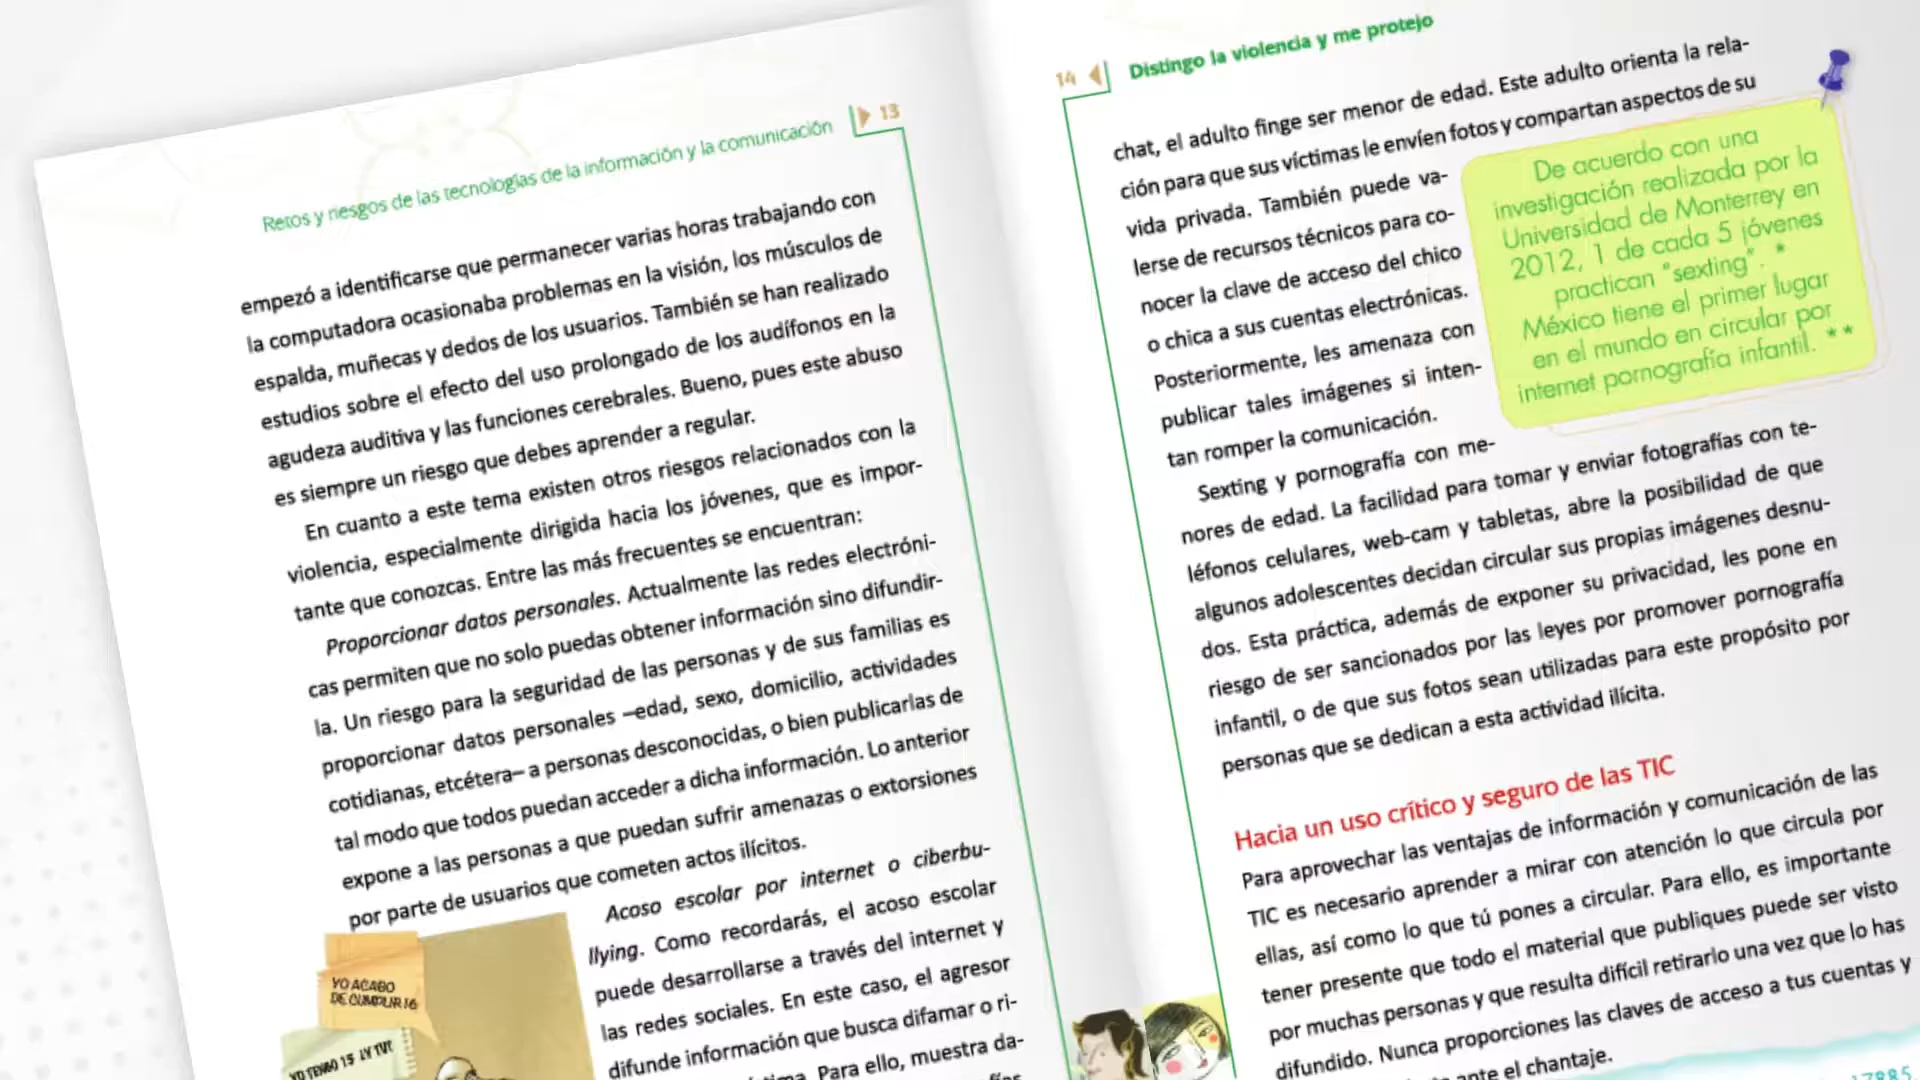 Retos y riesgos de las tecnologías de la información y la comunicación
13
empezó a identificarse que permanecer varias horas trabajando con
la computadora ocasionaba problemas en la visión, los músculos de
espalda, muñecas y dedos de los usuarios. También se han realizado
estudios sobre el efecto del uso prolongado de los audífonos en la
agudeza auditiva y las funciones cerebrales. Bueno, pues este abuso
es siempre un riesgo que debes aprender a regular.
En cuanto a este tema existen otros riesgos relacionados con la
violencia, especialmente dirigida hacia los jóvenes, que es impor-
tante que conozcas. Entre las más frecuentes se encuentran:
Proporcionar datos personales. Actualmente las redes electróni-
cas permiten que no solo puedas obtener información sino difundir-
la. Un riesgo para la seguridad de las personas y de sus familias es
proporcionar datos personales –edad, sexo, domicilio, actividades
cotidianas, etcétera– a personas desconocidas, o bien publicarlas de
tal modo que todos puedan acceder a dicha información. Lo anterior
expone a las personas a que puedan sufrir amenazas o extorsiones
por parte de usuarios que cometen actos ilícitos.
Acoso escolar por internet o ciberbu-
llying. Como recordarás, el acoso escolar
puede desarrollarse a través del internet y
las redes sociales. En este caso, el agresor
difunde información que busca difamar o ri-
Para ello, muestra da-
YO ACABO
DE CUMPLIR 16
YO TENGO 15 ¿Y TÚ?
14
Distingo la violencia y me protejo
chat, el adulto finge ser menor de edad. Este adulto orienta la rela-
ción para que sus víctimas le envíen fotos y compartan aspectos de su
vida privada. También puede va-
lerse de recursos técnicos para co-
nocer la clave de acceso del chico
o chica a sus cuentas electrónicas.
Posteriormente, les amenaza con
publicar tales imágenes si inten-
tan romper la comunicación.
De acuerdo con una
investigación realizada por la
Universidad de Monterrey en
2012, 1 de cada 5 jóvenes
practican "sexting". *
México tiene el primer lugar
en el mundo en circular por
internet pornografía infantil. **
Sexting y pornografía con me-
nores de edad. La facilidad para tomar y enviar fotografías con te-
léfonos celulares, web-cam y tabletas, abre la posibilidad de que
algunos adolescentes decidan circular sus propias imágenes desnu-
dos. Esta práctica, además de exponer su privacidad, les pone en
riesgo de ser sancionados por las leyes por promover pornografía
infantil, o de que sus fotos sean utilizadas para este propósito por
personas que se dedican a esta actividad ilícita.
Hacia un uso crítico y seguro de las TIC
Para aprovechar las ventajas de información y comunicación de las
TIC es necesario aprender a mirar con atención lo que circula por
ellas, así como lo que tú pones a circular. Para ello, es importante
tener presente que todo el material que publiques puede ser visto
por muchas personas y que resulta difícil retirarlo una vez que lo has
difundido. Nunca proporciones las claves de acceso a tus cuentas y
ante el chantaje.